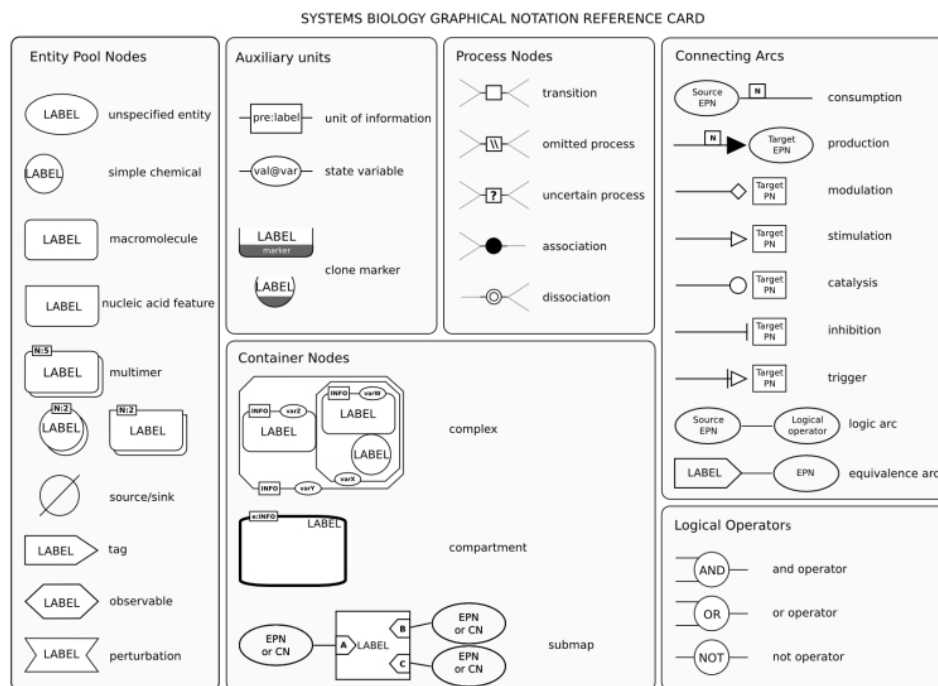 SYSTEMS BIOLOGY GRAPHICAL NOTATION REFERENCE CARD
Entity Pool Nodes
LABEL unspecified entity
LABEL simple chemical
LABEL macromolecule
LABEL nucleic acid feature
N:5
LABEL multimer
N:2 N:2
LABEL LABEL
source/sink
LABEL tag
LABEL observable
LABEL perturbation
Auxiliary units
pre:label unit of information
val@var state variable
LABEL
marker
clone marker
LABEL
Process Nodes
transition
\\ omitted process
? uncertain process
association
dissociation
Container Nodes
INFO varW
INFO varZ LABEL
LABEL
complex
LABEL
varX
INFO varY
e:INFO LABEL
compartment
EPN
or CN
A LABEL B C
EPN
or CN
EPN
or CN
submap
Connecting Arcs
Source
EPN
N consumption
N Target
EPN
production
Target
PN
modulation
Target
PN
stimulation
Target
PN
catalysis
Target
PN
inhibition
Target
PN
trigger
Source
EPN
Logical
operator
logic arc
LABEL EPN equivalence arc
Logical Operators
AND and operator
OR or operator
NOT not operator